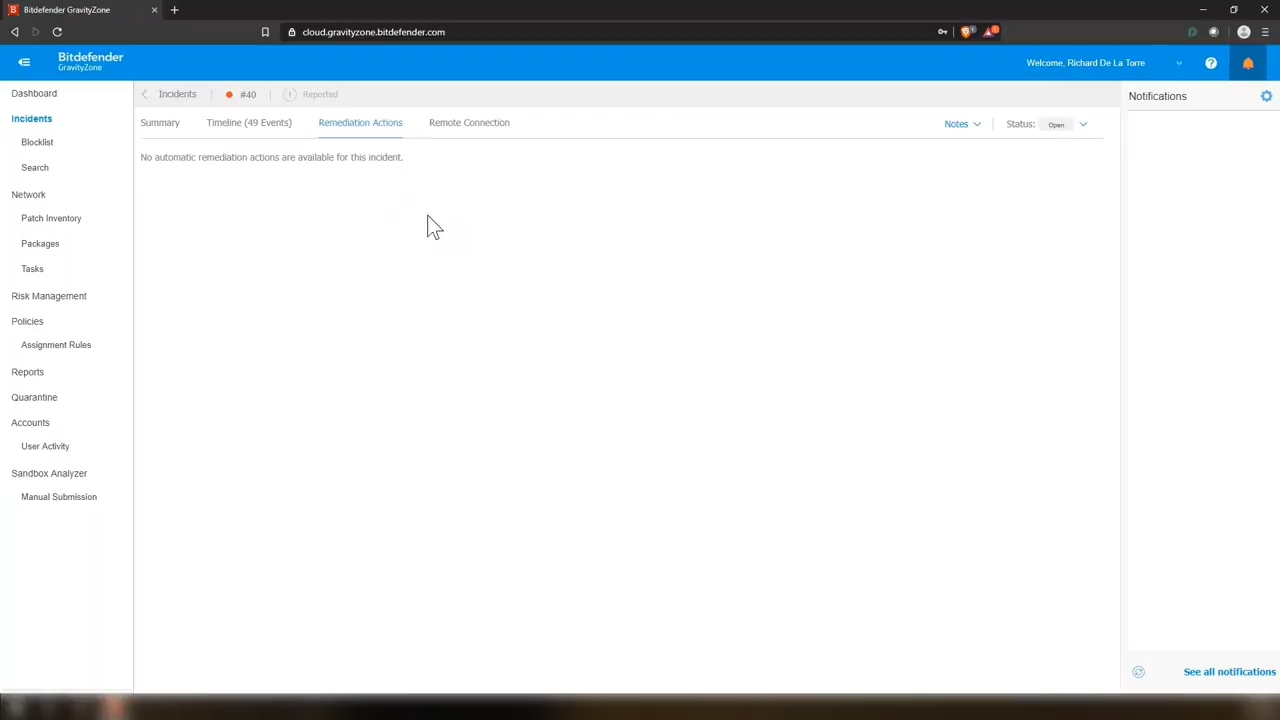 Bitdefender GravityZone
cloud.gravityzone.bitdefender.com
Bitdefender
GravityZone
Welcome, Richard De La Torre
Dashboard
Incidents
Blocklist
Search
Network
Patch Inventory
Packages
Tasks
Risk Management
Policies
Assignment Rules
Reports
Quarantine
Accounts
User Activity
Sandbox Analyzer
Manual Submission
Incidents #40 Reported
Summary Timeline (49 Events) Remediation Actions Remote Connection Notes Status: Open
No automatic remediation actions are available for this incident.
Notifications
See all notifications